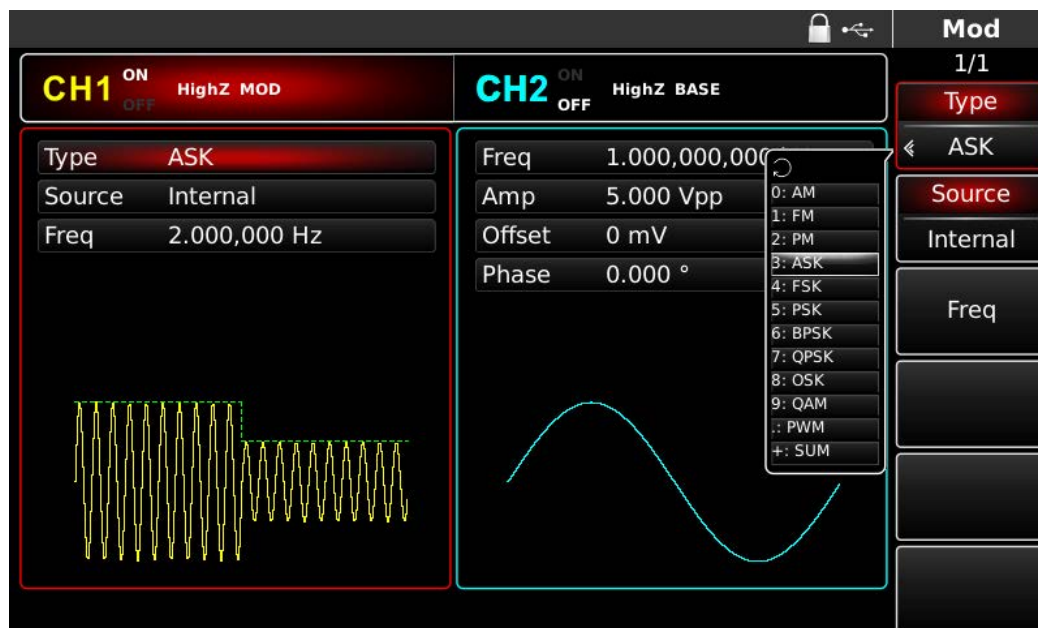 Mod
1/1
CH1 ON OFF HighZ MOD
CH2 ON OFF HighZ BASE
Type ASK
Source Internal
Freq 2.000,000 Hz
Freq 1.000,000,000
Amp 5.000 Vpp
Offset 0 mV
Phase 0.000 °
0: AM
1: FM
2: PM
3: ASK
4: FSK
5: PSK
6: BPSK
7: QPSK
8: OSK
9: QAM
.: PWM
+: SUM
Type
ASK
Source
Internal
Freq